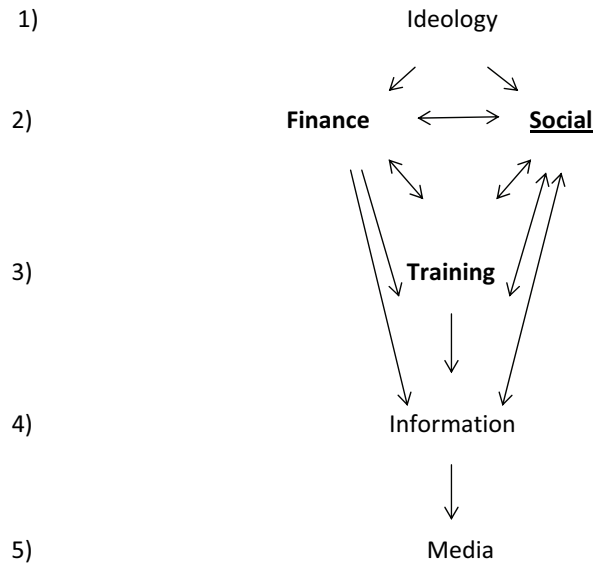 1) Ideology
2) Finance Social
3) Training
4) Information
5) Media